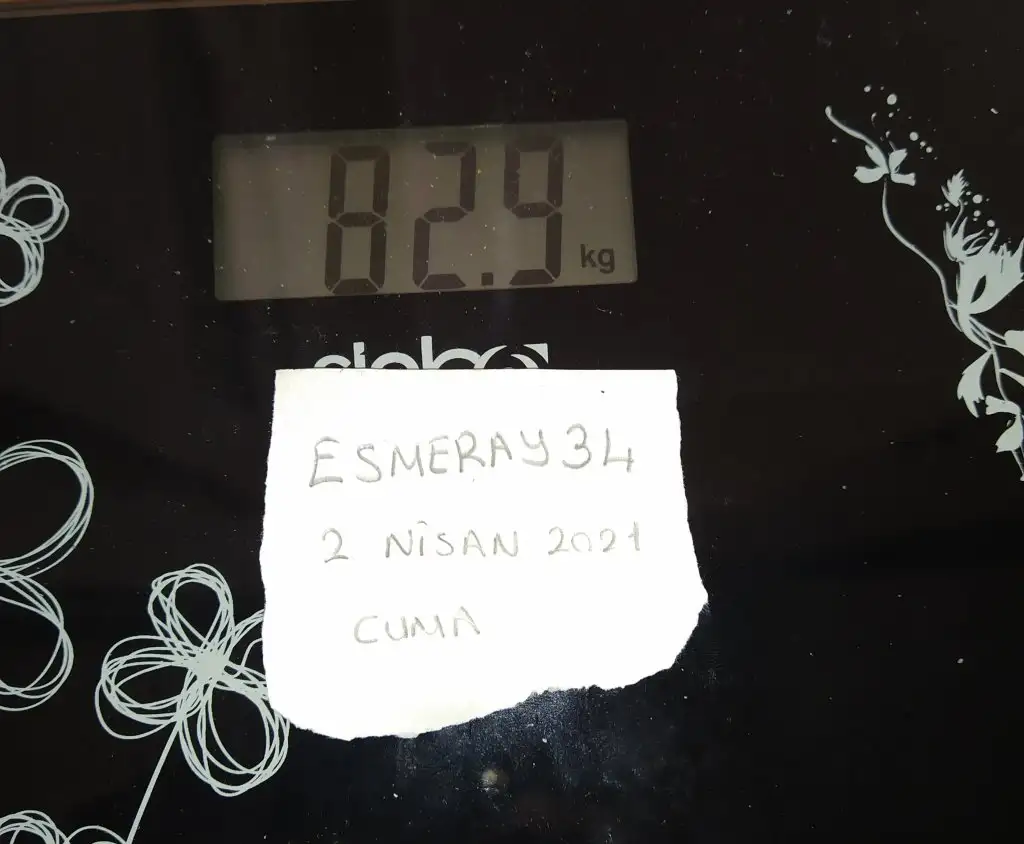 82.9 kg
ESMERAY34
2 NİSAN 2021
CUMA